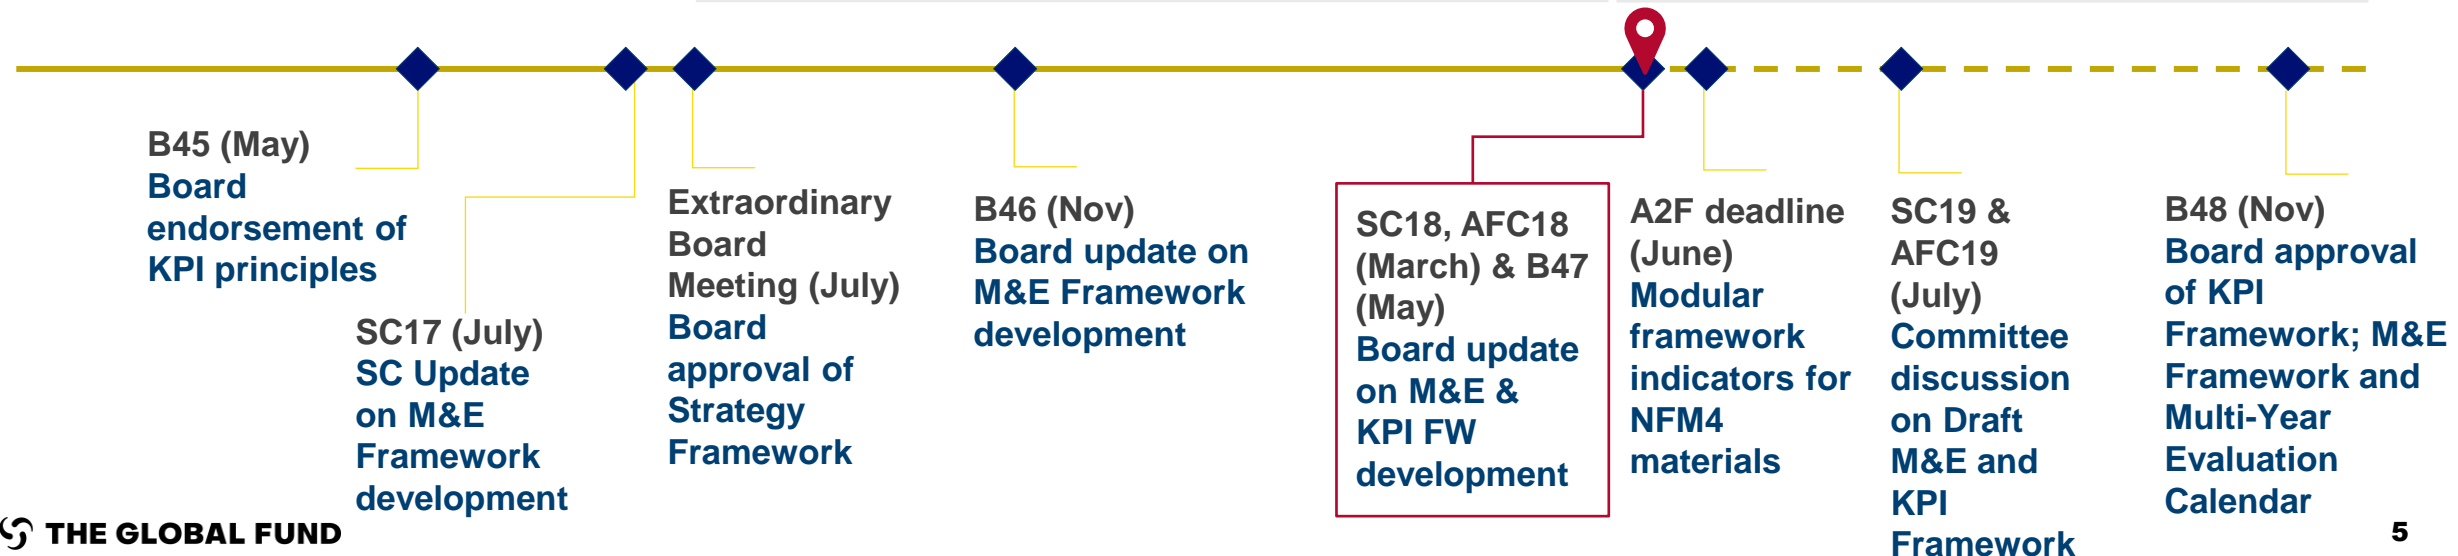 B45 (May)
Board
endorsement of
KPI principles
SC17 (July)
SC Update
on M&E
Framework
development
Extraordinary
Board
Meeting (July)
Board
approval of
Strategy
Framework
B46 (Nov)
Board update on
M&E Framework
development
SC18, AFC18
(March) & B47
(May)
Board update
on M&E &
KPI FW
development
A2F deadline
(June)
Modular
framework
indicators for
NFM4
materials
SC19 &
AFC19
(July)
Committee
discussion
on Draft
M&E and
KPI
Framework
B48 (Nov)
Board approval
of KPI
Framework; M&E
Framework and
Multi-Year
Evaluation
Calendar
THE GLOBAL FUND
5